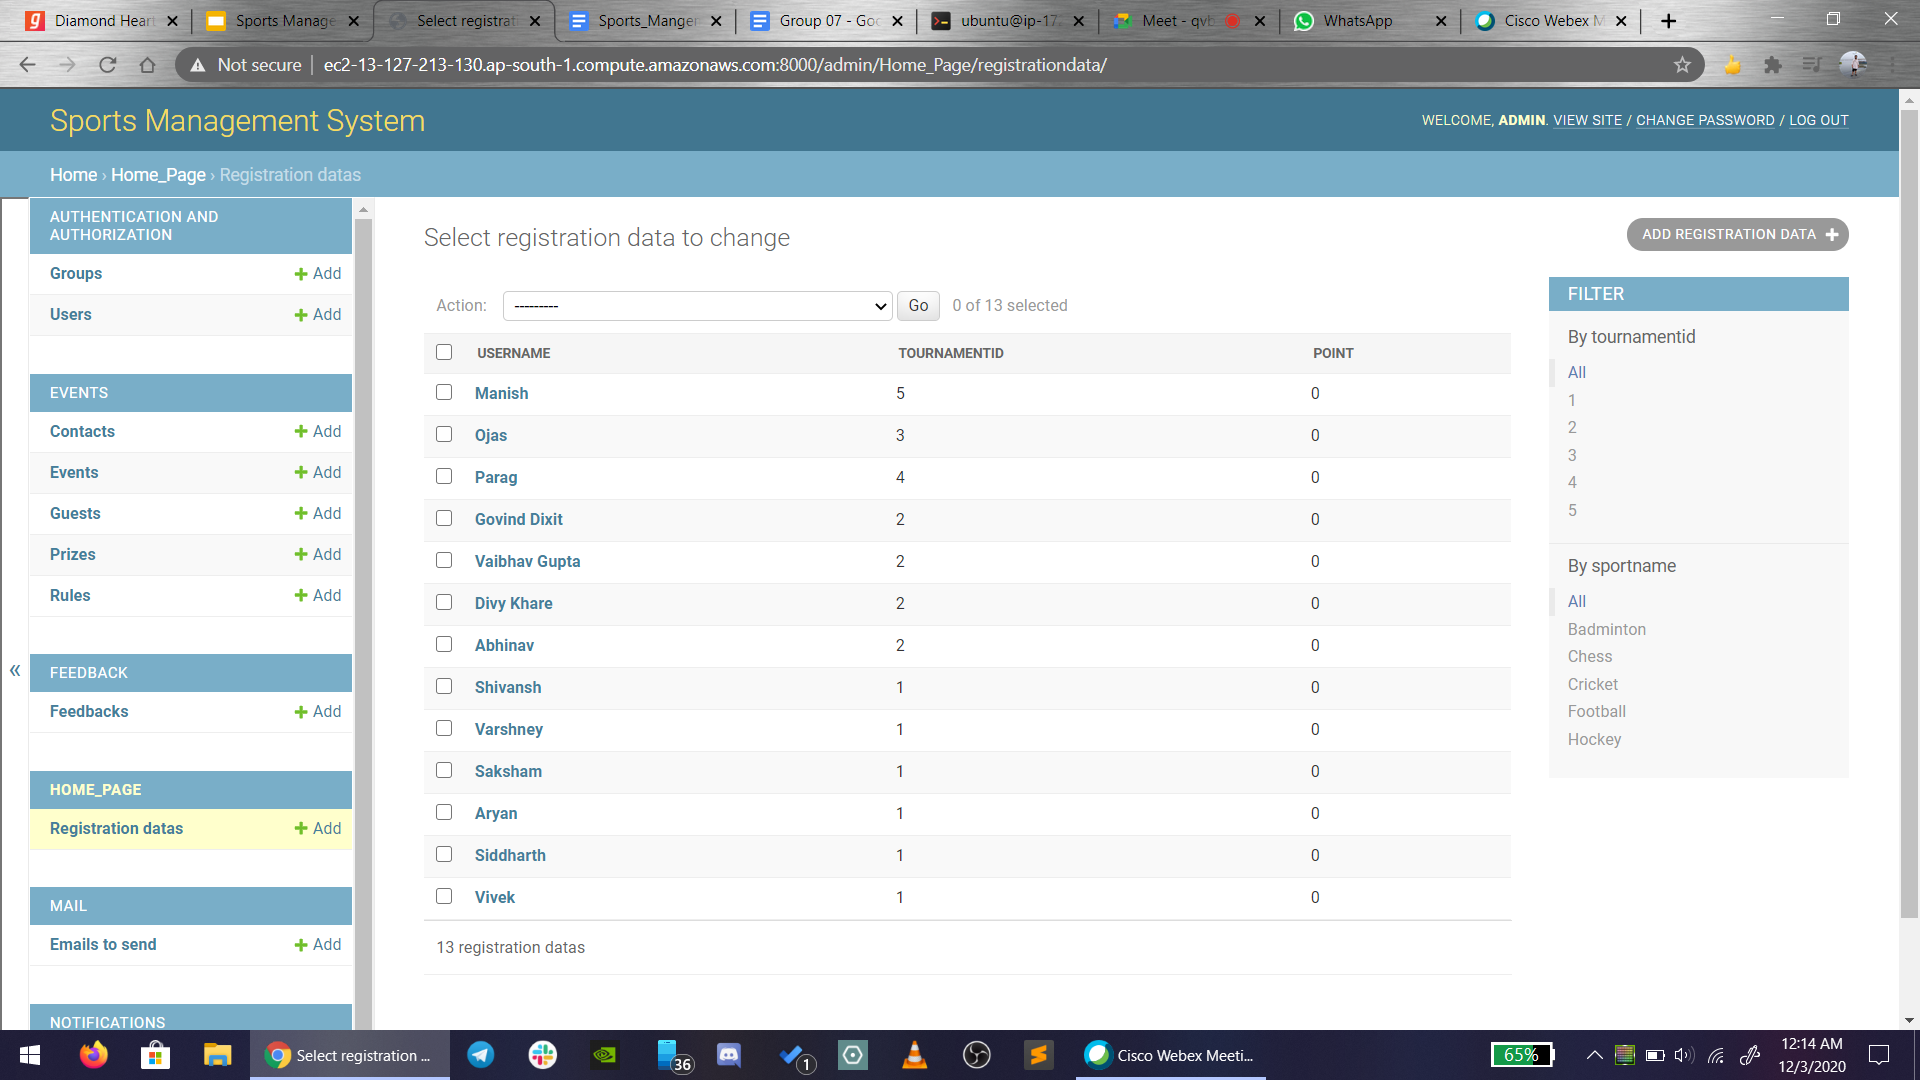 Diamond Heart
Sports Manage
Select registrati
Sports_Manger
Group 07 - Goo
ubuntu@ip-17
Meet - qvb
WhatsApp
Cisco Webex M
Not secure
ec2-13-127-213-130.ap-south-1.compute.amazonaws.com:8000/admin/Home_Page/registrationdata/
Sports Management System
WELCOME, ADMIN. VIEW SITE / CHANGE PASSWORD / LOG OUT
Home › Home_Page › Registration datas
AUTHENTICATION AND
AUTHORIZATION
Groups + Add
Users + Add
EVENTS
Contacts + Add
Events + Add
Guests + Add
Prizes + Add
Rules + Add
«
FEEDBACK
Feedbacks + Add
HOME_PAGE
Registration datas + Add
MAIL
Emails to send + Add
NOTIFICATIONS
Select registration data to change
ADD REGISTRATION DATA +
Action: --------- Go 0 of 13 selected
USERNAME TOURNAMENTID POINT
Manish 5 0
Ojas 3 0
Parag 4 0
Govind Dixit 2 0
Vaibhav Gupta 2 0
Divy Khare 2 0
Abhinav 2 0
Shivansh 1 0
Varshney 1 0
Saksham 1 0
Aryan 1 0
Siddharth 1 0
Vivek 1 0
13 registration datas
FILTER
By tournamentid
All
1
2
3
4
5
By sportname
All
Badminton
Chess
Cricket
Football
Hockey
Select registration ...
36
1
Cisco Webex Meeti...
65%
12:14 AM
12/3/2020